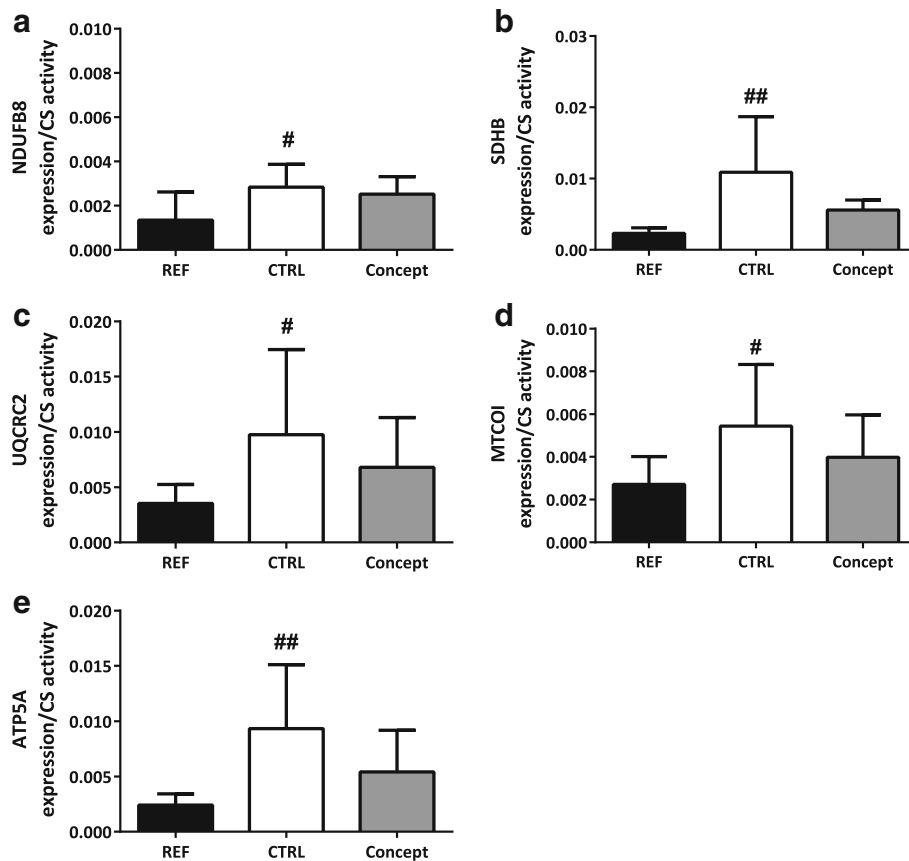 a
NDUFB8
expression/CS activity
0.010
0.008
0.006
0.004
0.002
0.000
#
REF CTRL Concept
b
SDHB
expression/CS activity
0.03
0.02
0.01
0.00
##
REF CTRL Concept
c
UQCRC2
expression/CS activity
0.020
0.015
0.010
0.005
0.000
#
REF CTRL Concept
d
MTCOI
expression/CS activity
0.010
0.008
0.006
0.004
0.002
0.000
#
REF CTRL Concept
e
ATP5A
expression/CS activity
0.020
0.015
0.010
0.005
0.000
##
REF CTRL Concept